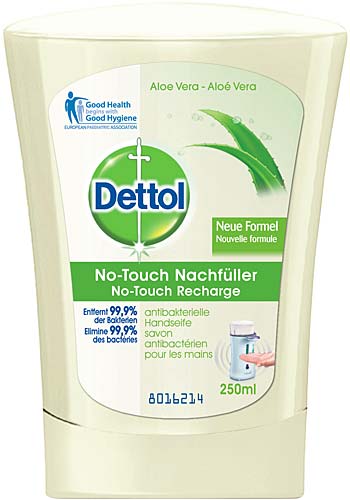 Aloe Vera - Aloé Vera
Good Health
begins with
Good Hygiene
EUROPEAN PAEDIATRIC ASSOCIATION
Dettol
Neue Formel
Nouvelle formule
No-Touch Nachfüller
No-Touch Recharge
Entfernt 99,9%
der Bakterien
Elimine 99,9%
des bactéries
antibakterielle
Handseife
savon
antibactérien
pour les mains
250ml
8016214